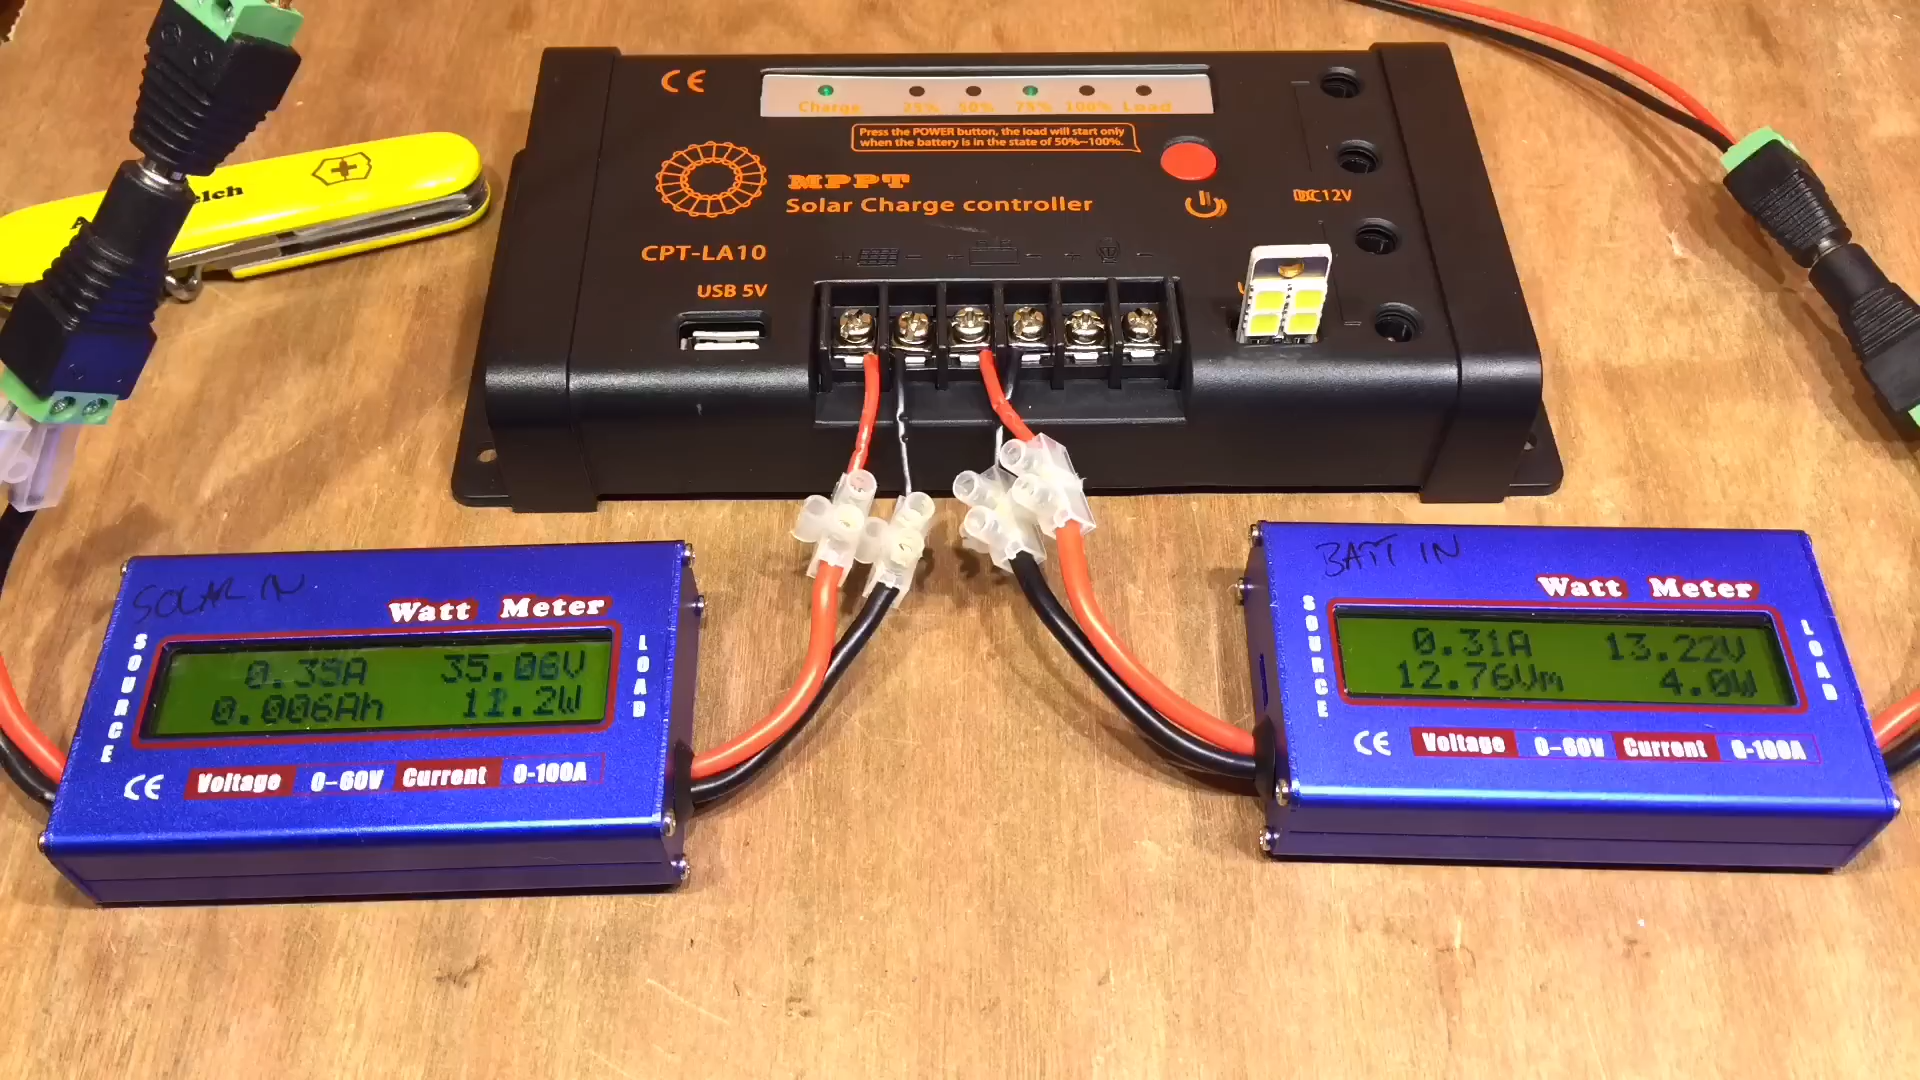 CE
Charge 25% 50% 75% 100% Load
Press the POWER button, the load will start only
when the battery is in the state of 50%~100%.
MPPT
Solar Charge controller
DC12V
CPT-LA10
USB 5V
+ - + - + -
elch
SOLAR IN
Watt Meter
SOURCE
35.06V
0.006Ah 11.2W
LOAD
CE Voltage 0-60V Current 0-100A
BATT IN
Watt Meter
SOURCE
0.31A 13.22V
12.76Vm 4.0W
LOAD
CE Voltage 0-60V Current 0-100A